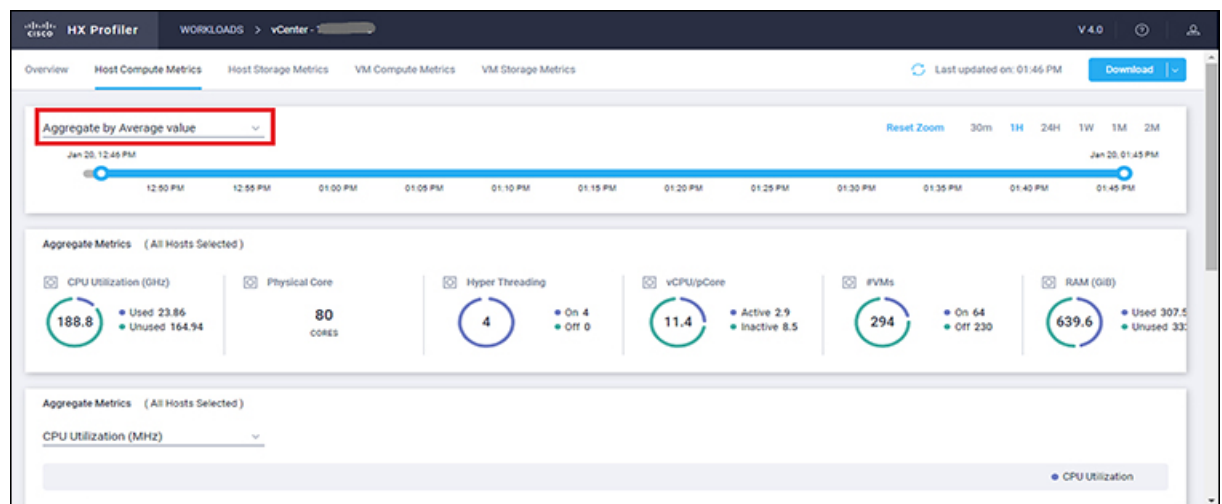 cisco HX Profiler WORKLOADS > vCenter - V 4.0
Overview Host Compute Metrics Host Storage Metrics VM Compute Metrics VM Storage Metrics Last updated on: 01:46 PM Download
Aggregate by Average value Reset Zoom 30m 1H 24H 1W 1M 2M
Jan 20, 12:46 PM Jan 20, 01:45 PM
12:50 PM 12:55 PM 01:00 PM 01:05 PM 01:10 PM 01:15 PM 01:20 PM 01:25 PM 01:30 PM 01:35 PM 01:40 PM 01:45 PM
Aggregate Metrics ( All Hosts Selected )
CPU Utilization (GHz) Physical Core Hyper Threading vCPU/pCore #VMs RAM (GiB)
188.8 Used 23.86 80 4 On 4 11.4 Active 2.9 294 On 64 639.6 Used 307.5
Unused 164.94 CORES Off 0 Inactive 8.5 Off 230 Unused
Aggregate Metrics ( All Hosts Selected )
CPU Utilization (MHz)
CPU Utilization